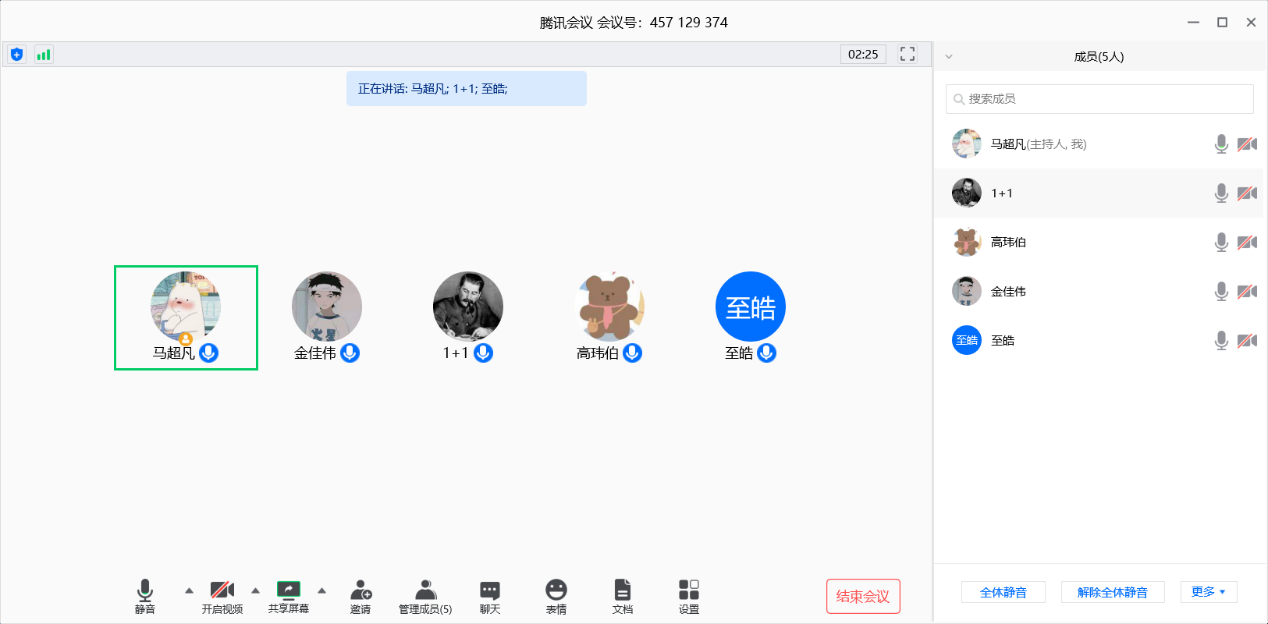 腾讯会议 会议号：457 129 374
02:25
正在讲话: 马超凡; 1+1; 至皓;
至皓
马超凡
金佳伟
1+1
高玮伯
至皓
静音
开启视频
共享屏幕
邀请
管理成员(5)
聊天
表情
文档
设置
结束会议
成员(5人)
搜索成员
马超凡(主持人, 我)
1+1
高玮伯
金佳伟
至皓 至皓
全体静音
解除全体静音
更多